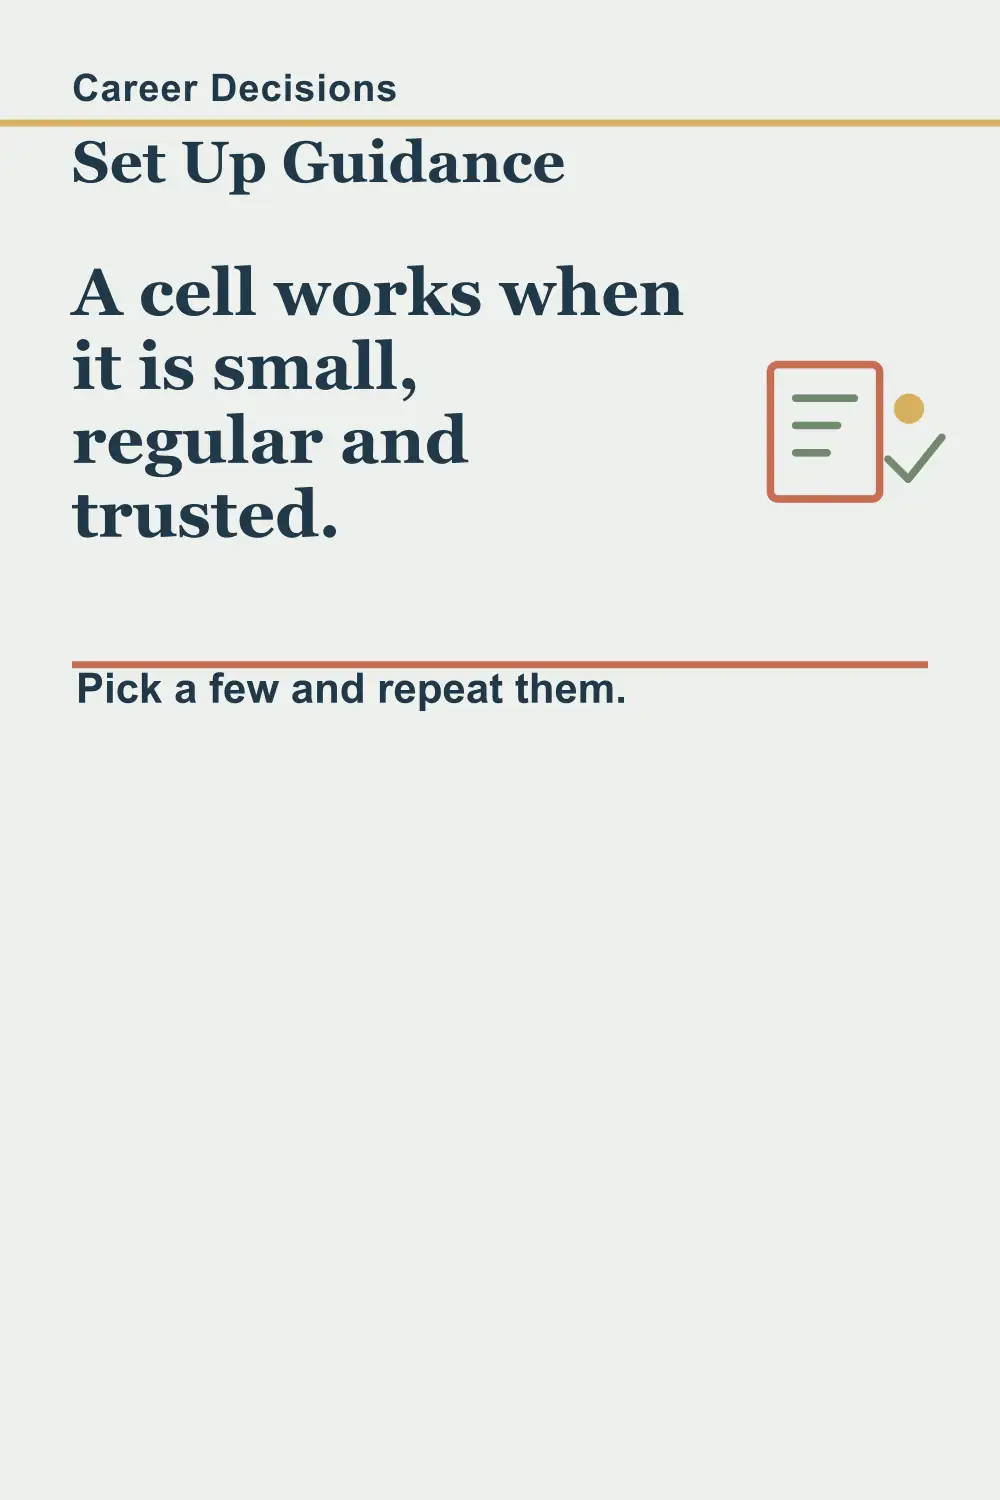 Career Decisions
Set Up Guidance
A cell works when
it is small,
regular and
trusted.
Pick a few and repeat them.